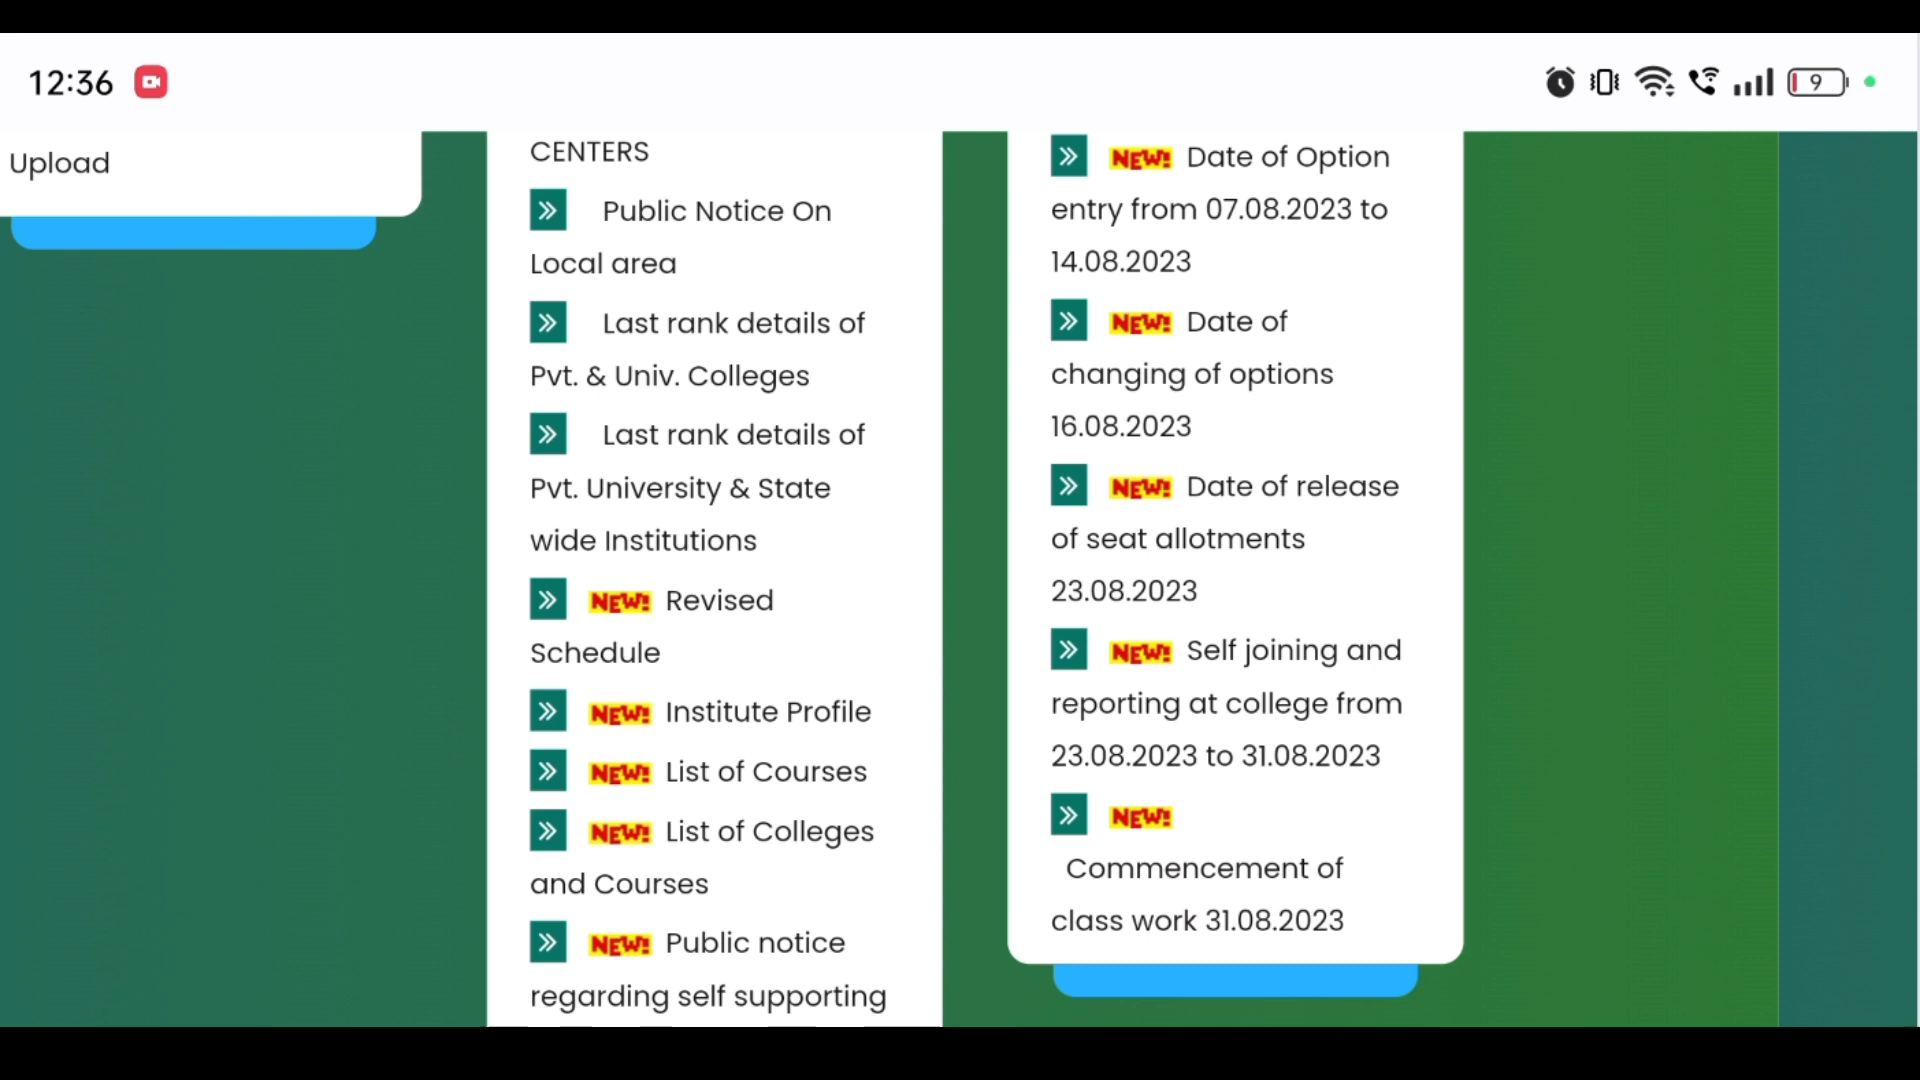 12:36
9
Upload
CENTERS
Public Notice On
Local area
Last rank details of
Pvt. & Univ. Colleges
Last rank details of
Pvt. University & State
wide Institutions
NEW! Revised
Schedule
NEW! Institute Profile
NEW! List of Courses
NEW! List of Colleges
and Courses
NEW! Public notice
regarding self supporting
NEW! Date of Option
entry from 07.08.2023 to
14.08.2023
NEW! Date of
changing of options
16.08.2023
NEW! Date of release
of seat allotments
23.08.2023
NEW! Self joining and
reporting at college from
23.08.2023 to 31.08.2023
NEW!
Commencement of
class work 31.08.2023